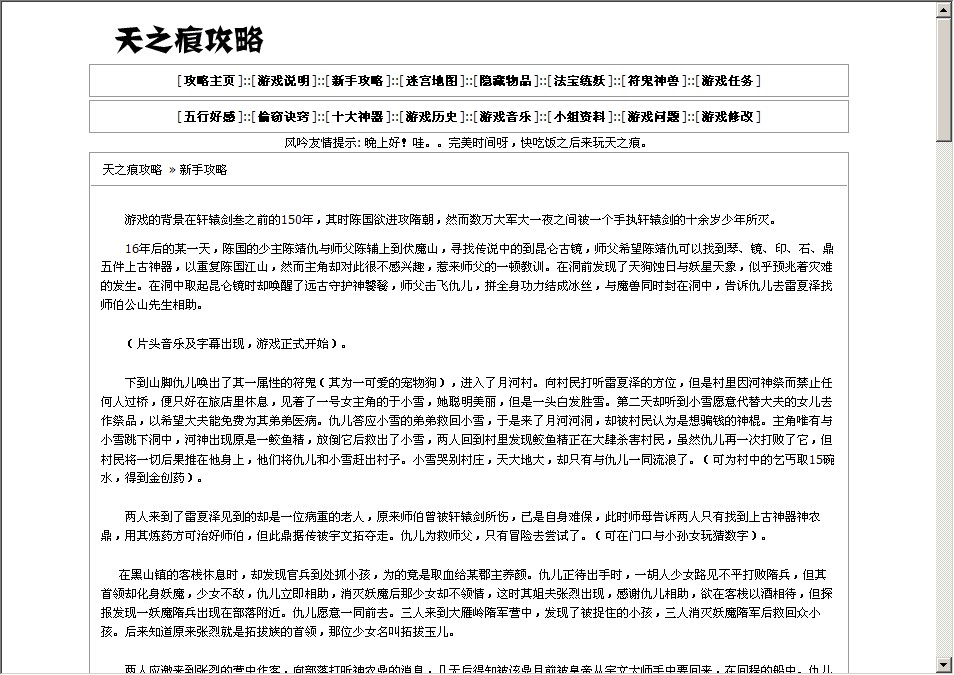 天之痕攻略
[攻略主页]::[游戏说明]::[新手攻略]::[迷宫地图]::[隐藏物品]::[法宝练妖]::[符鬼神兽]::[游戏任务]
[五行好感]::[偷窃诀窍]::[十大神器]::[游戏历史]::[游戏音乐]::[小组资料]::[游戏问题]::[游戏修改]
风吟友情提示: 晚上好！哇。。完美时间呀，快吃饭之后来玩天之痕。
天之痕攻略 » 新手攻略
游戏的背景在轩辕剑叁之前的150年，其时陈国欲进攻隋朝，然而数万大军大一夜之间被一个手执轩辕剑的十余岁少年所灭。
16年后的某一天，陈国的少主陈靖仇与师父陈辅上到伏魔山，寻找传说中的到昆仑古镜，师父希望陈靖仇可以找到琴、镜、印、石、鼎
五件上古神器，以重复陈国江山，然而主角却对此很不感兴趣，惹来师父的一顿教训。在洞前发现了天狗蚀日与妖星天象，似乎预兆着灾难
的发生。在洞中取起昆仑镜时却唤醒了远古守护神饕餮，师父击飞仇儿，拼全身功力结成冰丝，与魔兽同时封在洞中，告诉仇儿去雷夏泽找
师伯公山先生相助。
（片头音乐及字幕出现，游戏正式开始）。
下到山脚仇儿唤出了其一属性的符鬼（其为一可爱的宠物狗），进入了月河村。向村民打听雷夏泽的方位，但是村里因河神祭而禁止任
何人过桥，便只好在旅店里休息，见着了一号女主角的于小雪，她聪明美丽，但是一头白发胜雪。第二天却听到小雪愿意代替大夫的女儿去
作祭品，以希望大夫能免费为其弟弟医病。仇儿答应小雪的弟弟救回小雪，于是来了月河河洞，却被村民认为是想骗钱的神棍。主角唯有与
小雪跳下洞中，河神出现原是一鲛鱼精，放倒它后救出了小雪，两人回到村里发现鲛鱼精正在大肆杀害村民，虽然仇儿再一次打败了它，但
村民将一切后果推在他身上，他们将仇儿和小雪赶出村子。小雪哭别村庄，天大地大，却只有与仇儿一同流浪了。（可为村中的乞丐取15碗
水，得到金创药）。
两人来到了雷夏泽见到的却是一位病重的老人，原来师伯曾被轩辕剑所伤，已是自身难保，此时师母告诉两人只有找到上古神器神农
鼎，用其炼药方可治好师伯，但此鼎据传被宇文拓夺走。仇儿为救师父，只有冒险去尝试了。（可在门口与小孙女玩猜数字）。
在黑山镇的客栈休息时，却发现官兵到处抓小孩，为的竟是取血给某郡主养颜。仇儿正待出手时，一胡人少女路见不平打败隋兵，但其
首领却化身妖魔，少女不敌，仇儿立即相助，消灭妖魔后那少女却不领情，这时其姐夫张烈出现，感谢仇儿相助，欲在客栈以酒相待，但探
报发现一妖魔隋兵出现在部落附近。仇儿愿意一同前去。三人来到大雁岭隋军营中，发现了被捉住的小孩，三人消灭妖魔隋军后救回众小
孩。后来知道原来张烈就是拓拔族的首领，那位少女名叫拓拔玉儿。
两人应邀来到张烈的营中作客，向部落打听神农鼎的消息，几天后得知被该鼎目前被皇帝从宇文大师手中要回来，在回程的船中。仇儿